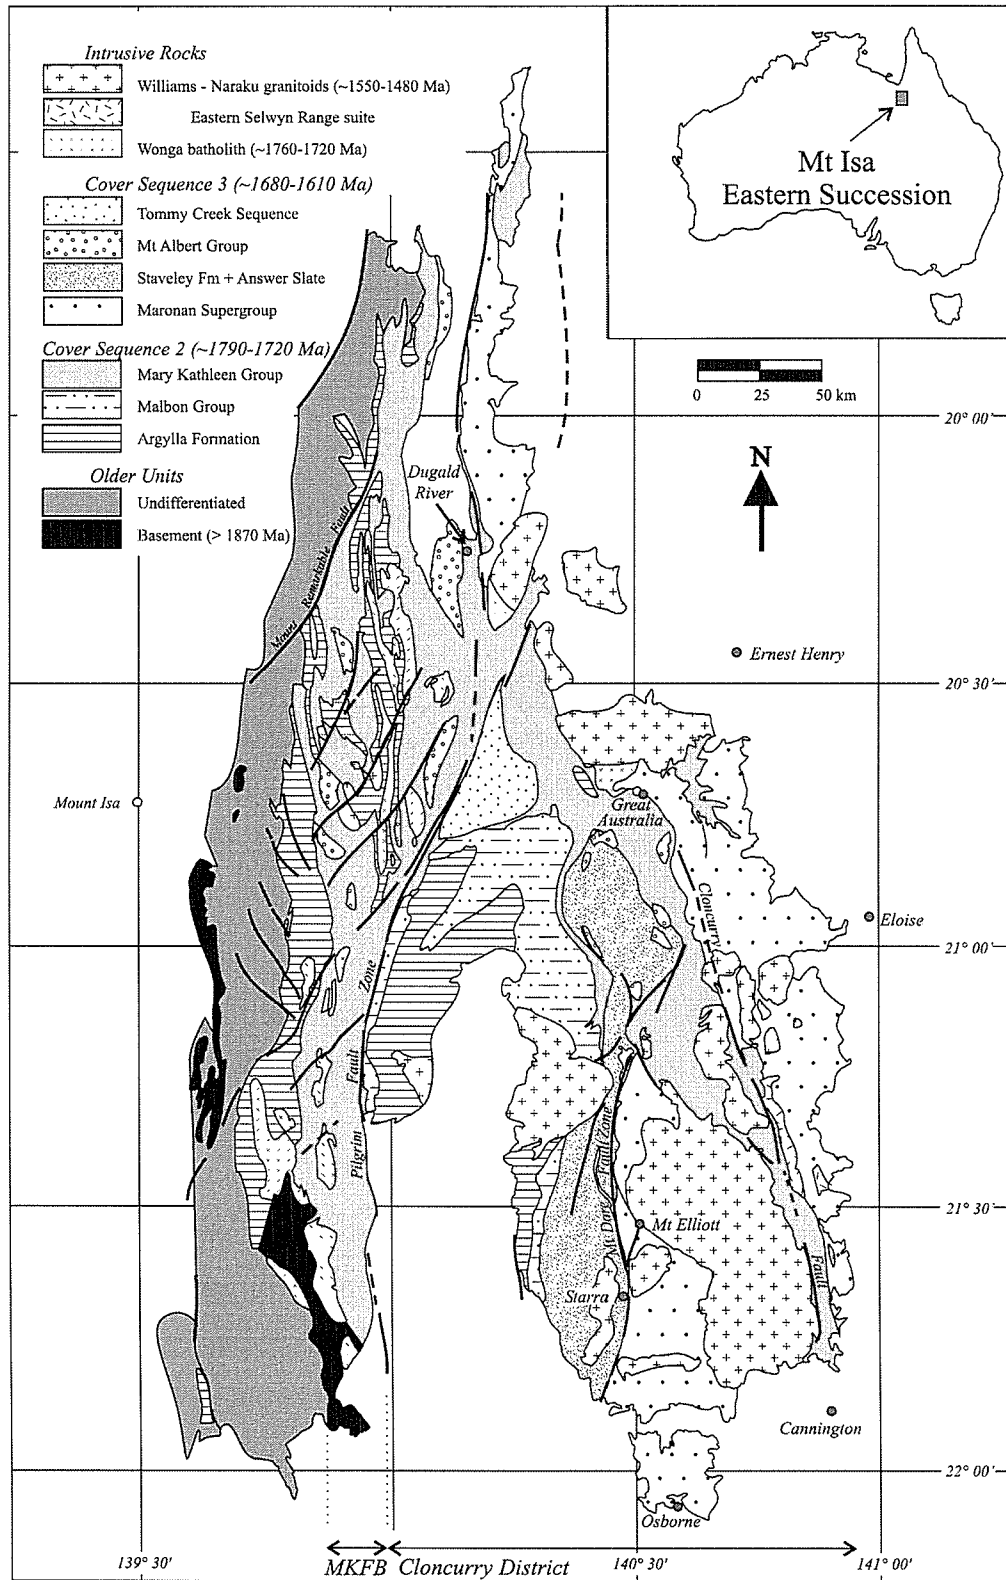 Intrusive Rocks
Williams - Naraku granitoids (~1550-1480 Ma)
Eastern Selwyn Range suite
Wonga batholith (~1760-1720 Ma)
Cover Sequence 3 (~1680-1610 Ma)
Tommy Creek Sequence
Mt Albert Group
Staveley Fm + Answer Slate
Maronan Supergroup
Cover Sequence 2 (~1790-1720 Ma)
Mary Kathleen Group
Malbon Group
Argylla Formation
Older Units
Undifferentiated
Basement (> 1870 Ma)
Mt Isa
Eastern Succession
0 25 50 km
N
20° 00'
Dugald
River
Mount Remarkable Fault
Ernest Henry
20° 30'
Mount Isa
Great
Australia
Cloncurry
Eloise
21° 00'
Pilgrim Fault Zone
Mt Dore Fault Zone
21° 30'
Mt Elliott
Fault
Starra
Cannington
22° 00'
Osborne
MKFB Cloncurry District
139° 30' 140° 30' 141° 00'